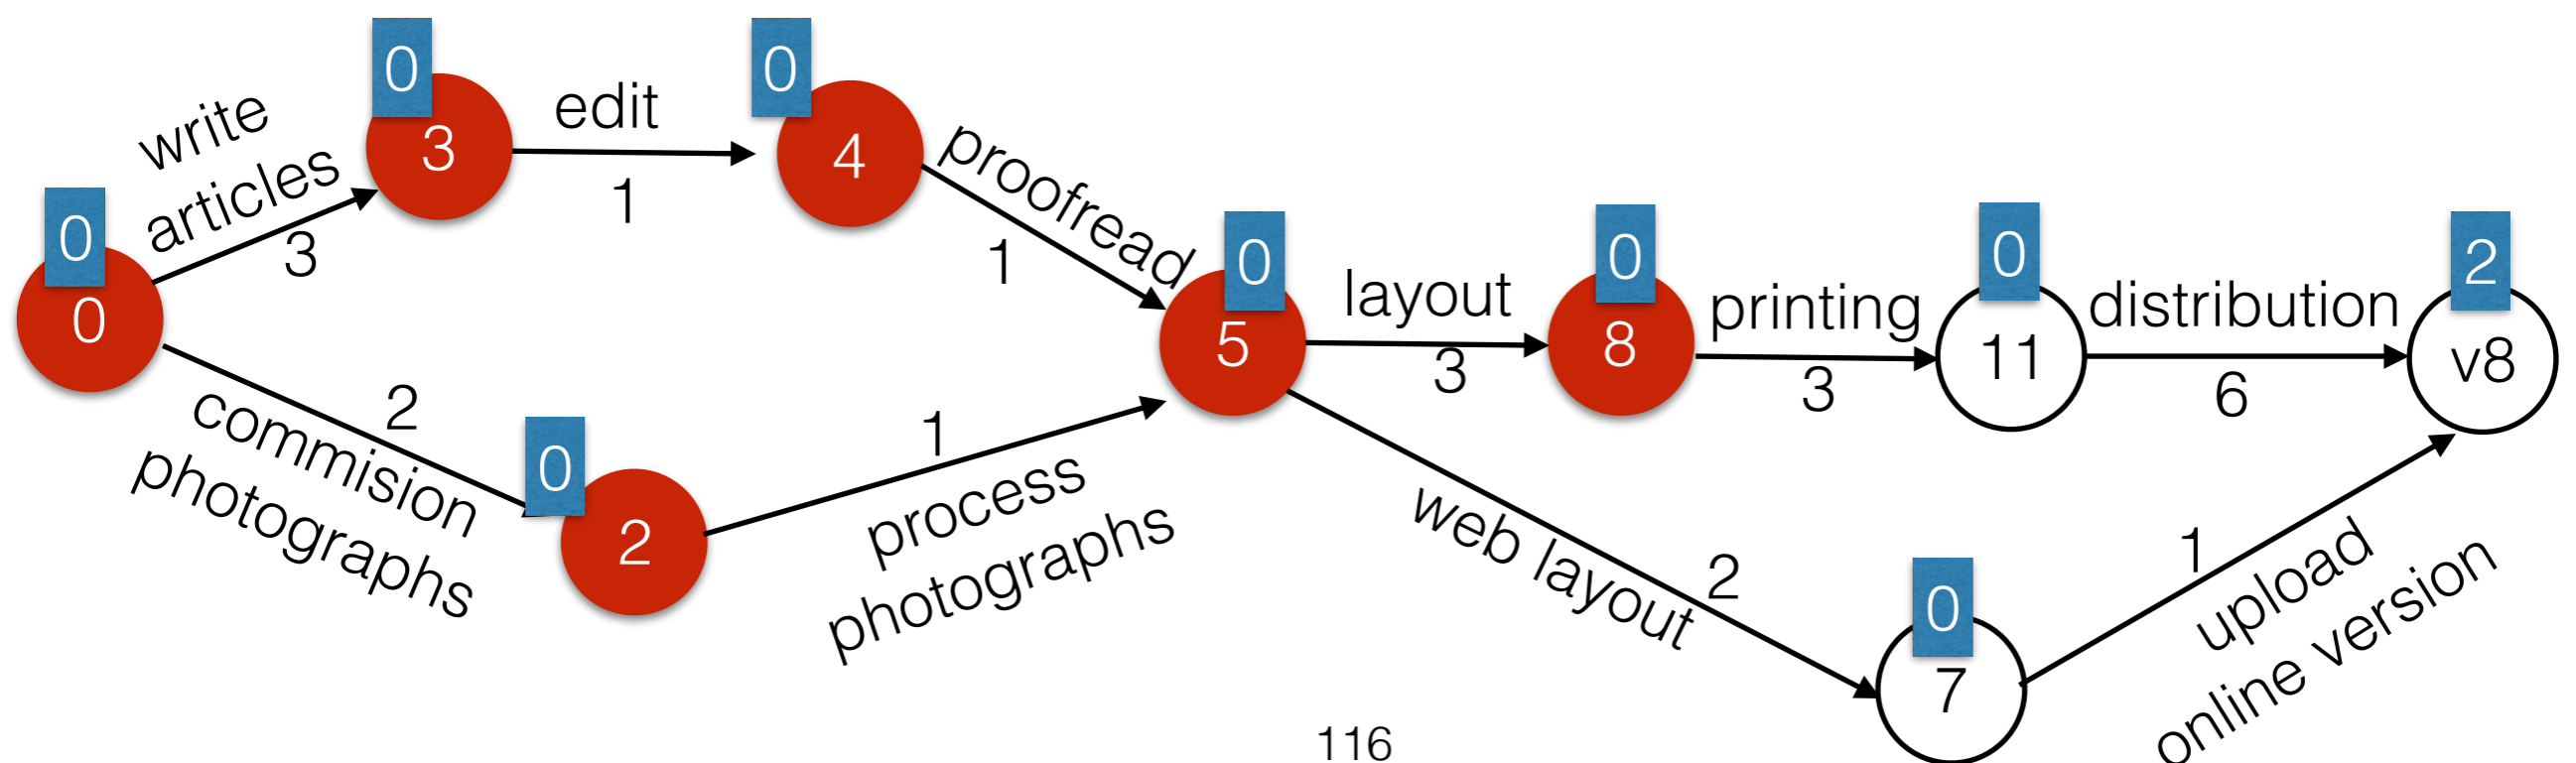 0
0
write
articles
3
0
3
edit
1
0
4
proofread
1
2
commision
photographs
0
2
1
process
photographs
0
5
layout
3
0
8
printing
3
0
11
distribution
6
2
v8
web layout
2
0
7
1
upload
online version
116